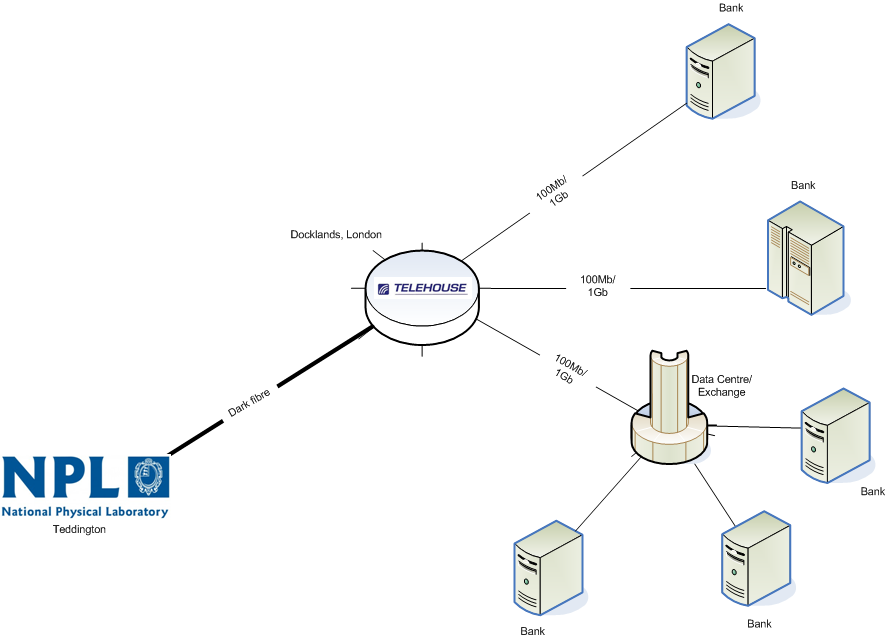 Bank
Bank
100Mb/
1Gb
Docklands, London
TELEHOUSE
100Mb/
1Gb
100Mb/
1Gb
Data Centre/
Exchange
Dark fibre
NPL
National Physical Laboratory
Teddington
Bank
Bank
Bank